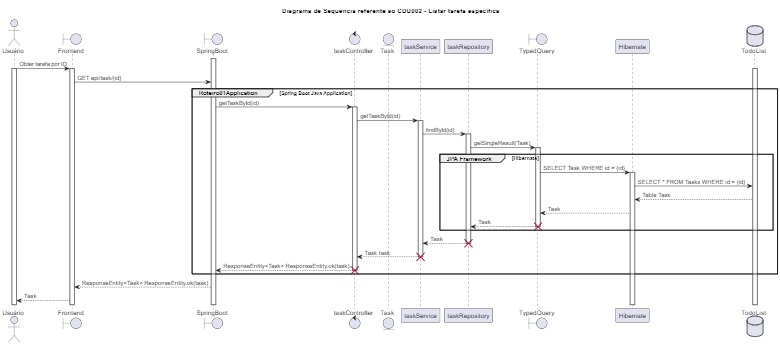 Diagrama de Sequencia referente ao CDU002 - Listar tarefa específica
Usuário
Frontend
SpringBoot
taskController
Task
taskService
taskRepository
TypedQuery
Hibernate
TodoList
Obter tarefa por ID
GET api/task/{id}
Roteiro01Application
[Spring Boot Java Application]
getTaskById(id)
getTaskById(id)
findById(id)
getSingleResult(Task)
JPA Framework
[Hibernate]
SELECT Task WHERE id = {id}
SELECT * FROM Tasks WHERE id = {id}
Table Task
Task
Task
Task
Task task
ResponseEntity<Task> ResponseEntity.ok(task)
ResponseEntity<Task> ResponseEntity.ok(task)
Task
Usuário
Frontend
SpringBoot
taskController
Task
taskService
taskRepository
TypedQuery
Hibernate
TodoList